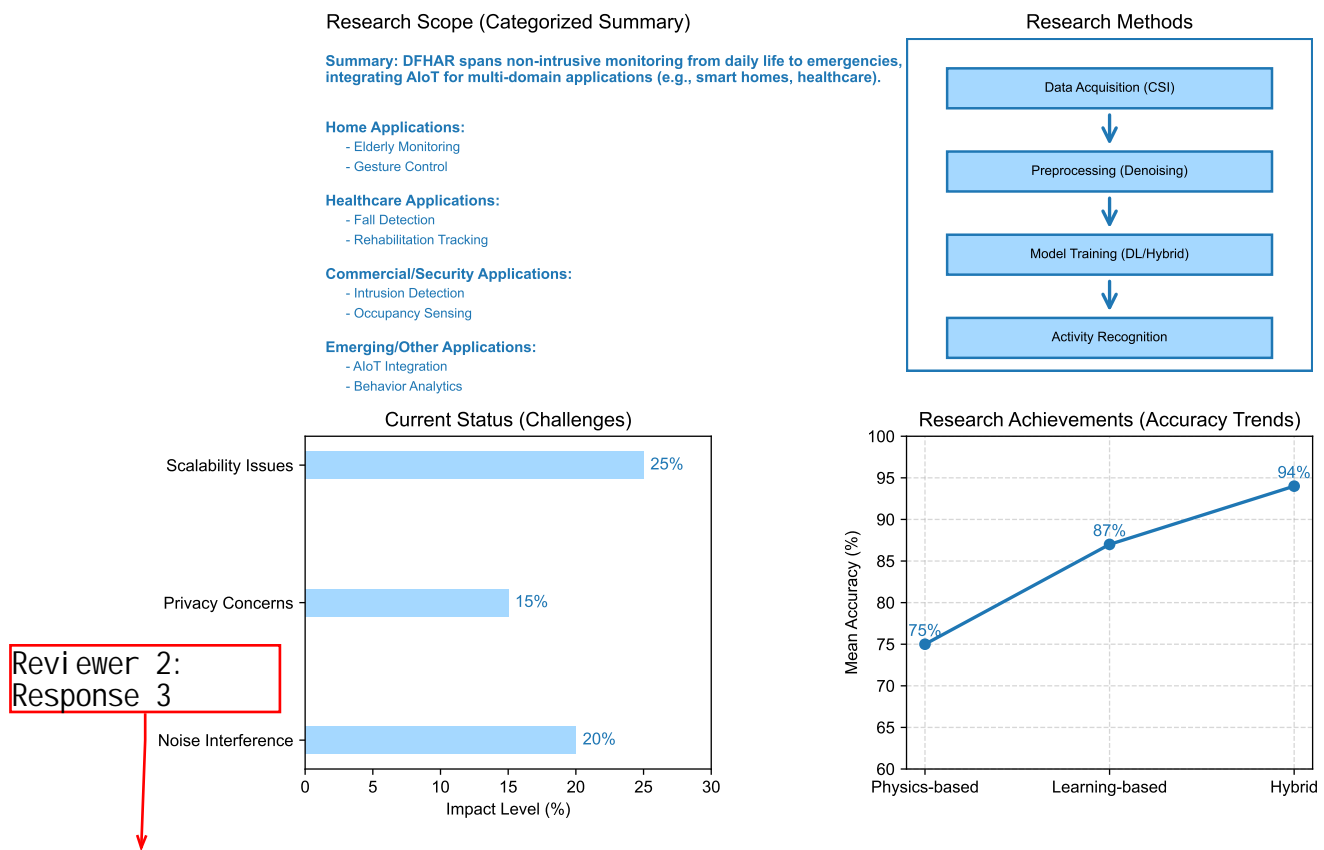 Research Scope (Categorized Summary)
Summary: DFHAR spans non-intrusive monitoring from daily life to emergencies,
integrating AIoT for multi-domain applications (e.g., smart homes, healthcare).
Home Applications:
- Elderly Monitoring
- Gesture Control
Healthcare Applications:
- Fall Detection
- Rehabilitation Tracking
Commercial/Security Applications:
- Intrusion Detection
- Occupancy Sensing
Emerging/Other Applications:
- AIoT Integration
- Behavior Analytics
Research Methods
Data Acquisition (CSI)
Preprocessing (Denoising)
Model Training (DL/Hybrid)
Activity Recognition
Current Status (Challenges)
Scalability Issues
25%
Privacy Concerns
15%
Noise Interference
20%
0 5 10 15 20 25 30
Impact Level (%)
Reviewer 2:
Response 3
Research Achievements (Accuracy Trends)
Mean Accuracy (%)
100
95
90
85
80
75
70
65
60
75%
87%
94%
Physics-based Learning-based Hybrid